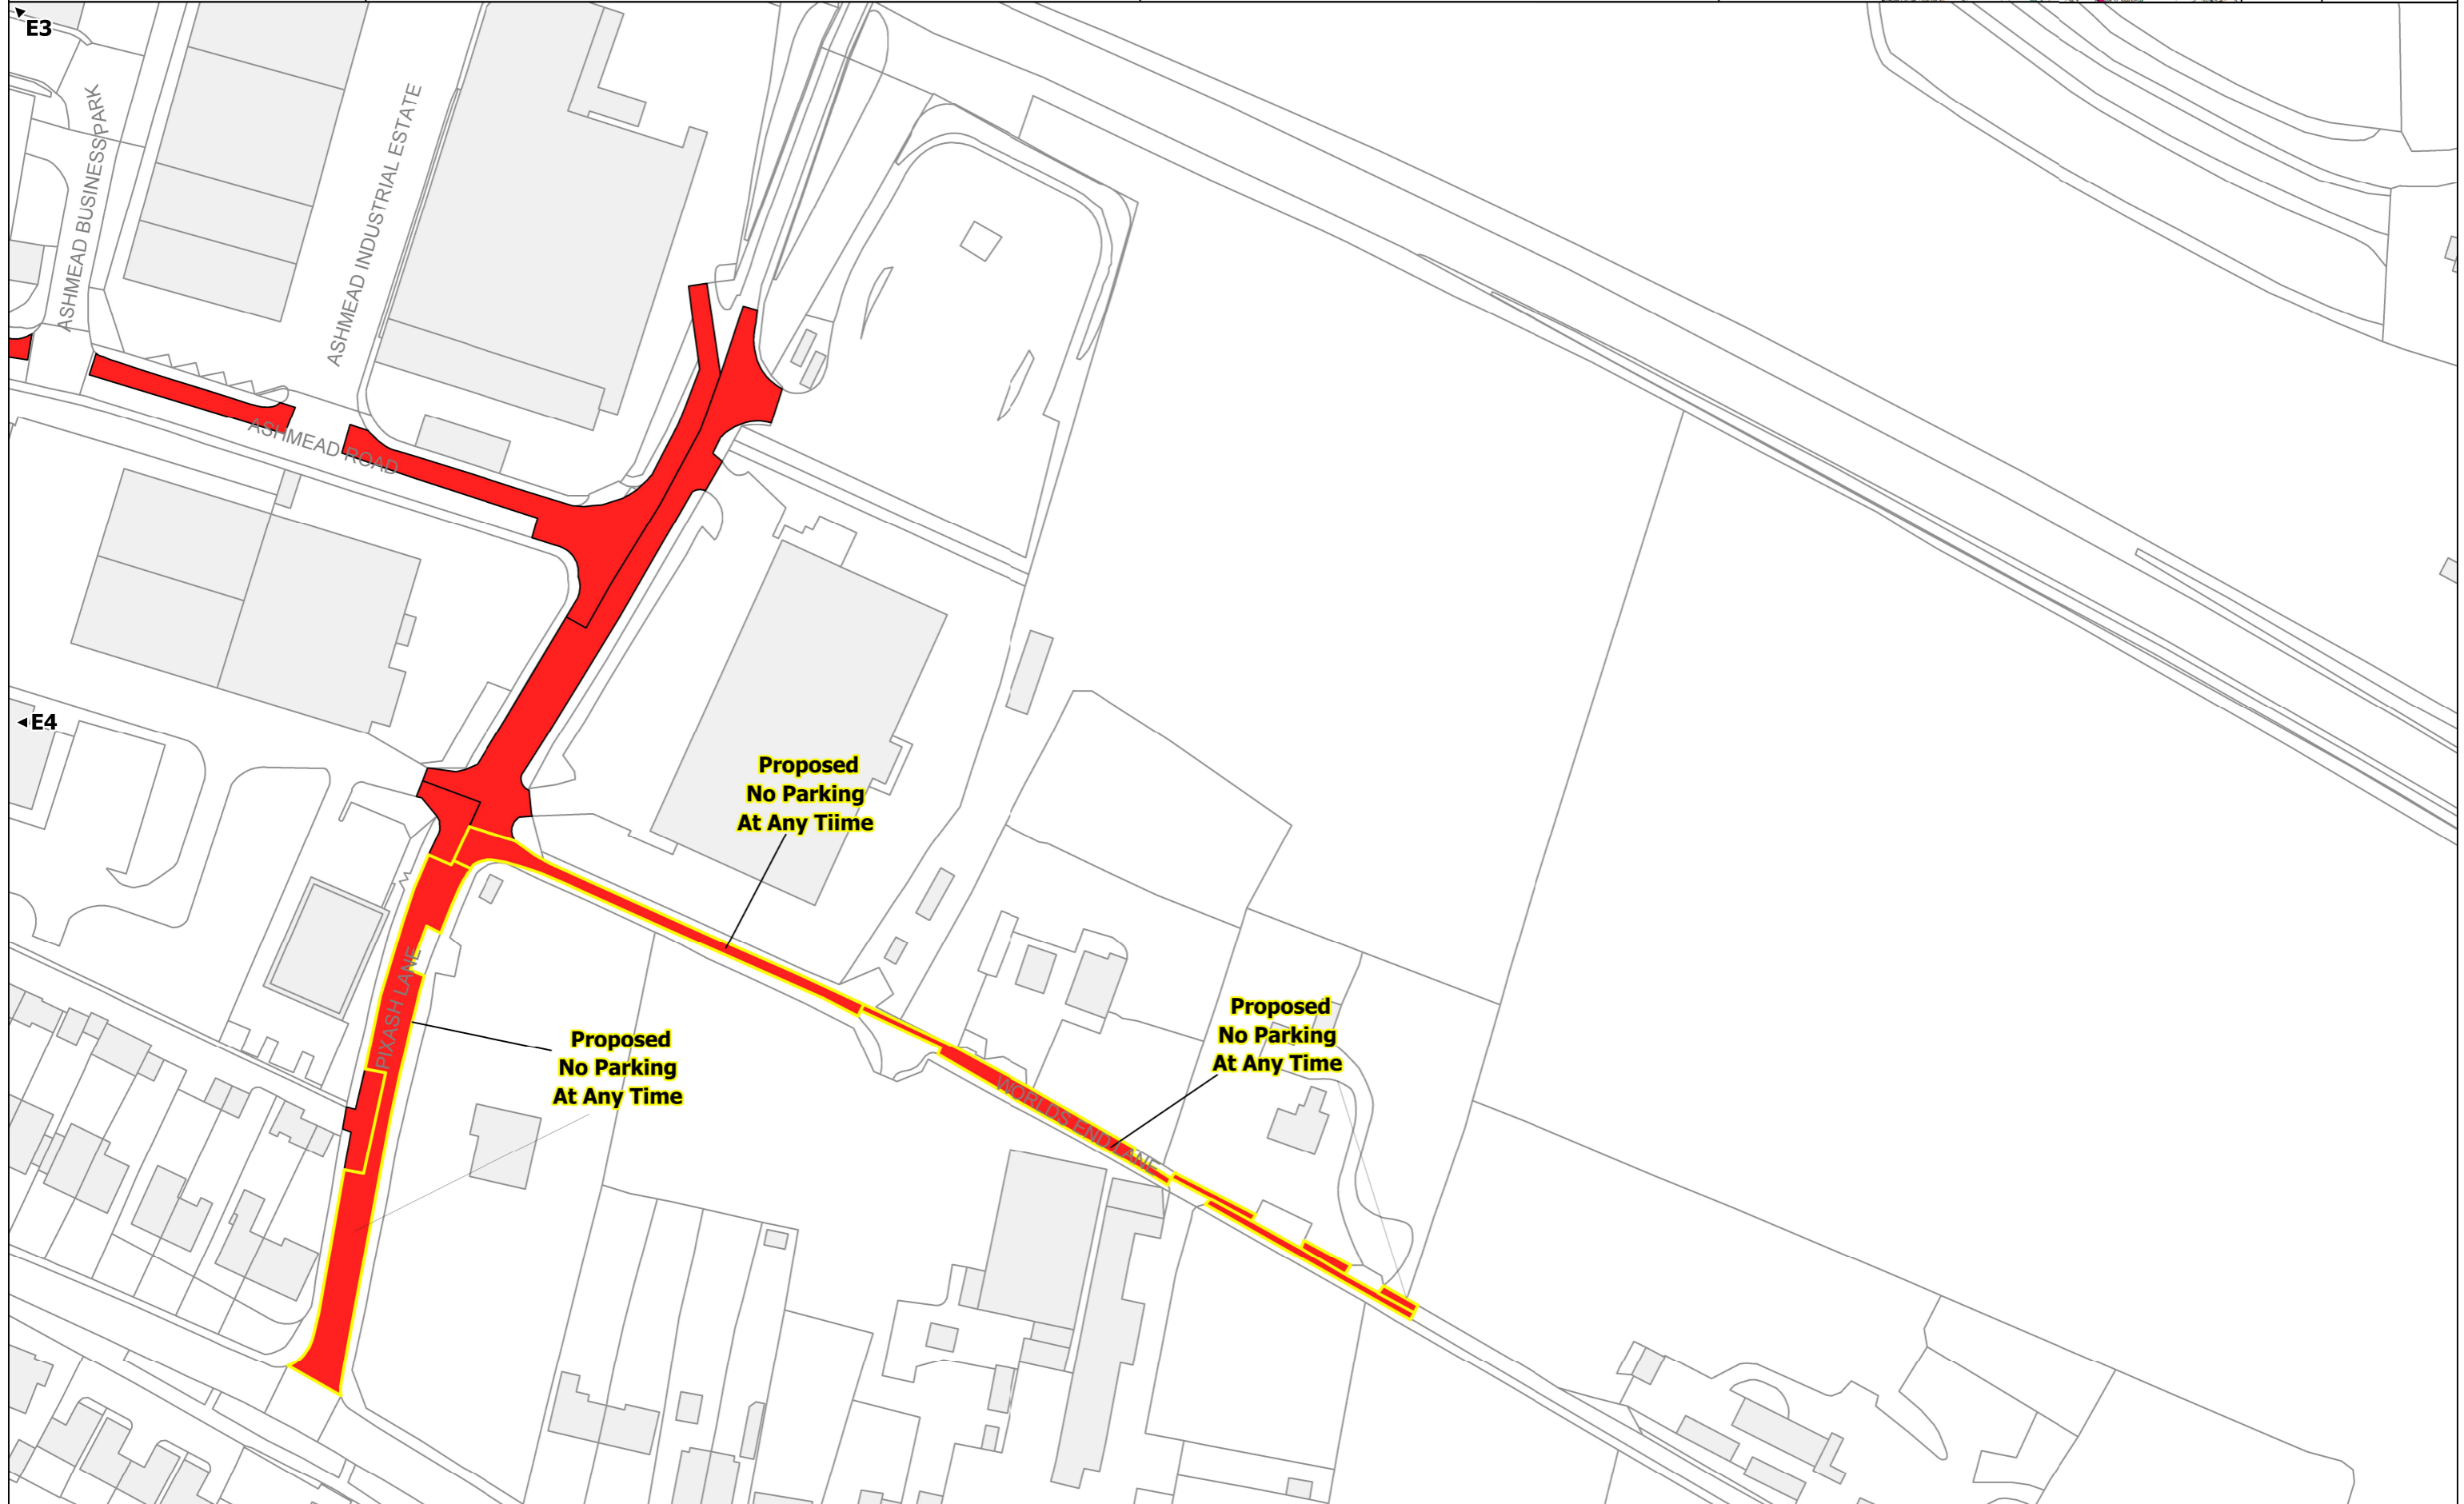 E3
ASHMEAD BUSINESS PARK
ASHMEAD INDUSTRIAL ESTATE
ASHMEAD ROAD
◄E4
Proposed
No Parking
At Any Tiime
PIXASH LANE
Proposed
No Parking
At Any Time
Proposed
No Parking
At Any Time
WORLDS END LANE